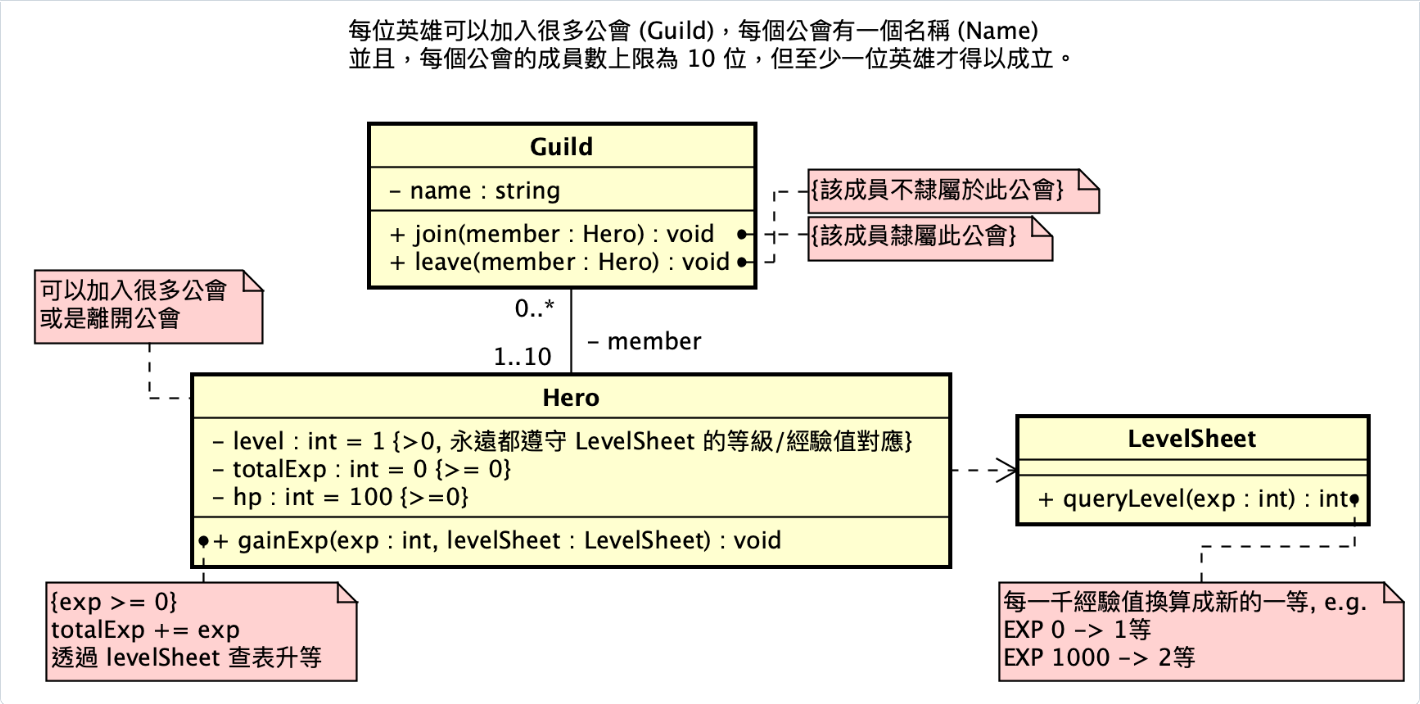 每位英雄可以加入很多公會 (Guild)，每個公會有一個名稱 (Name)
並且，每個公會的成員數上限為 10 位，但至少一位英雄才得以成立。
Guild
- name : string
+ join(member : Hero) : void
+ leave(member : Hero) : void
{該成員不隸屬於此公會}
{該成員隸屬此公會}
可以加入很多公會
或是離開公會
0..*
- member
1..10
Hero
- level : int = 1 {>0, 永遠都遵守 LevelSheet 的等級/經驗值對應}
- totalExp : int = 0 {>= 0}
- hp : int = 100 {>=0}
+ gainExp(exp : int, levelSheet : LevelSheet) : void
LevelSheet
+ queryLevel(exp : int) : int
{exp >= 0}
totalExp += exp
透過 levelSheet 查表升等
每一千經驗值換算成新的一等, e.g.
EXP 0 -> 1等
EXP 1000 -> 2等